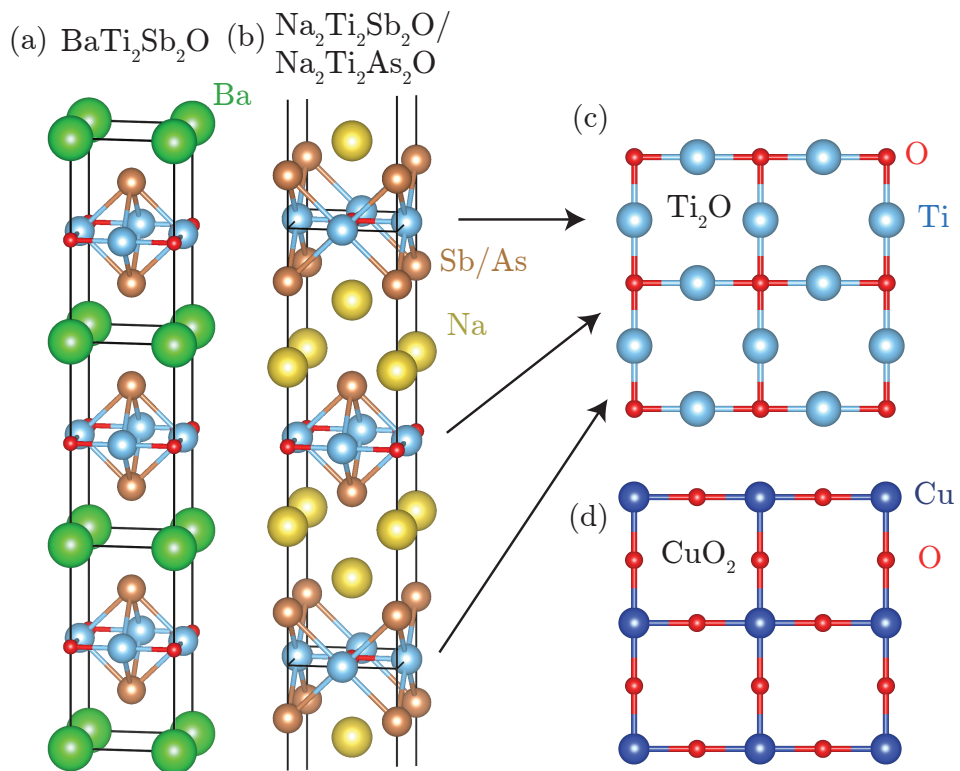 (a) BaTi₂Sb₂O
(b) Na₂Ti₂Sb₂O/
Na₂Ti₂As₂O
Ba
Sb/As
Na
(c)
O
Ti₂O
Ti
(d)
Cu
CuO₂
O